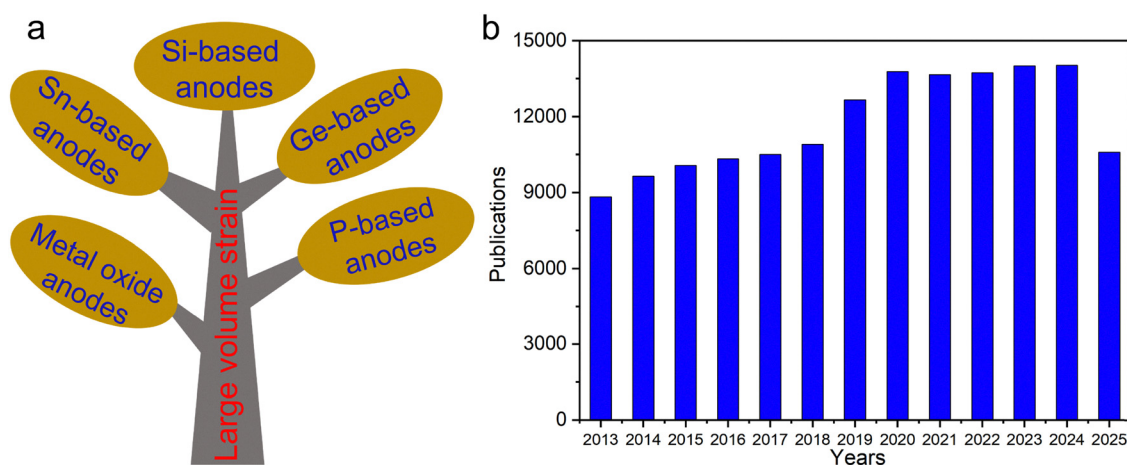 a
Si-based
anodes
Sn-based
anodes
Ge-based
anodes
P-based
anodes
Metal oxide
anodes
Large volume strain
b
15000
12000
9000
6000
3000
0
Publications
2013 2014 2015 2016 2017 2018 2019 2020 2021 2022 2023 2024 2025
Years